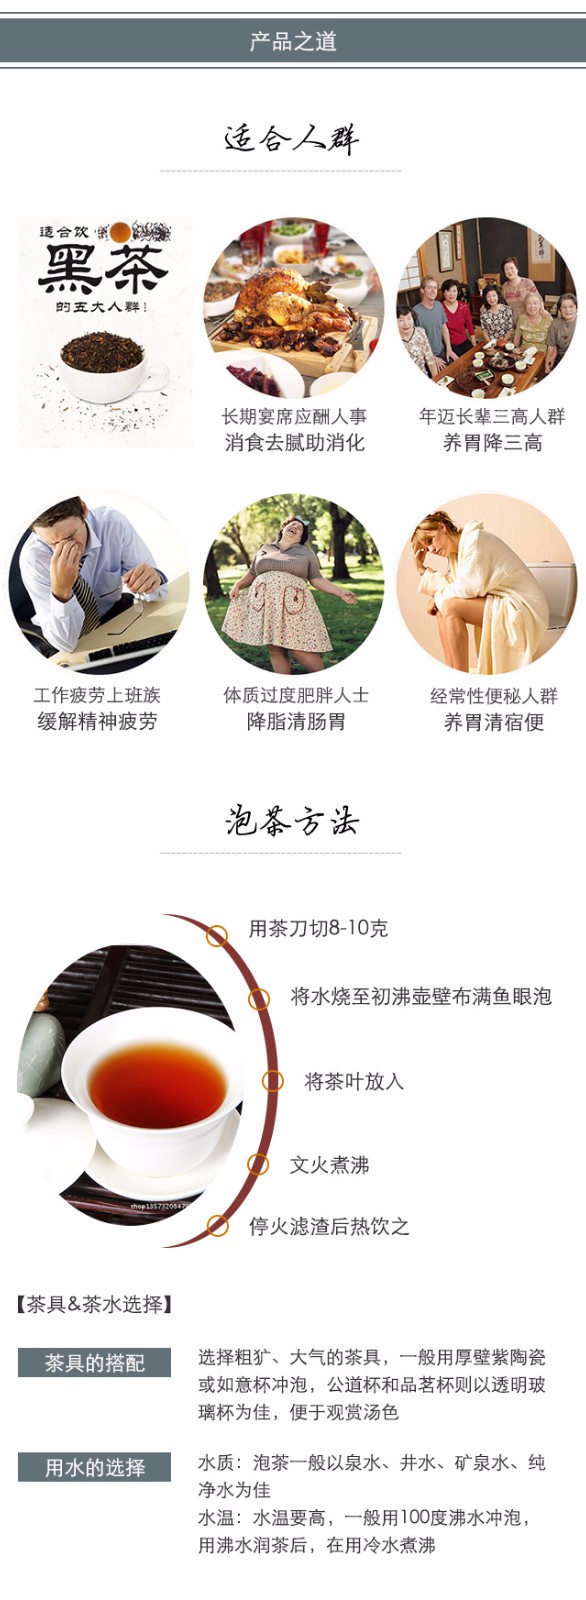 产品之道
适合人群
适合饮
黑茶
的五大人群!
长期宴席应酬人事
消食去腻助消化
年迈长辈三高人群
养胃降三高
工作疲劳上班族
缓解精神疲劳
体质过度肥胖人士
降脂清肠胃
经常性便秘人群
养胃清宿便
泡茶方法
用茶刀切8-10克
将水烧至初沸壶壁布满鱼眼泡
将茶叶放入
文火煮沸
停火滤渣后热饮之
【茶具&茶水选择】
茶具的搭配
选择粗犷、大气的茶具，一般用厚壁紫陶瓷
或如意杯冲泡，公道杯和品茗杯则以透明玻
璃杯为佳，便于观赏汤色
用水的选择
水质：泡茶一般以泉水、井水、矿泉水、纯
净水为佳
水温：水温要高，一般用100度沸水冲泡，
用沸水润茶后，在用冷水煮沸